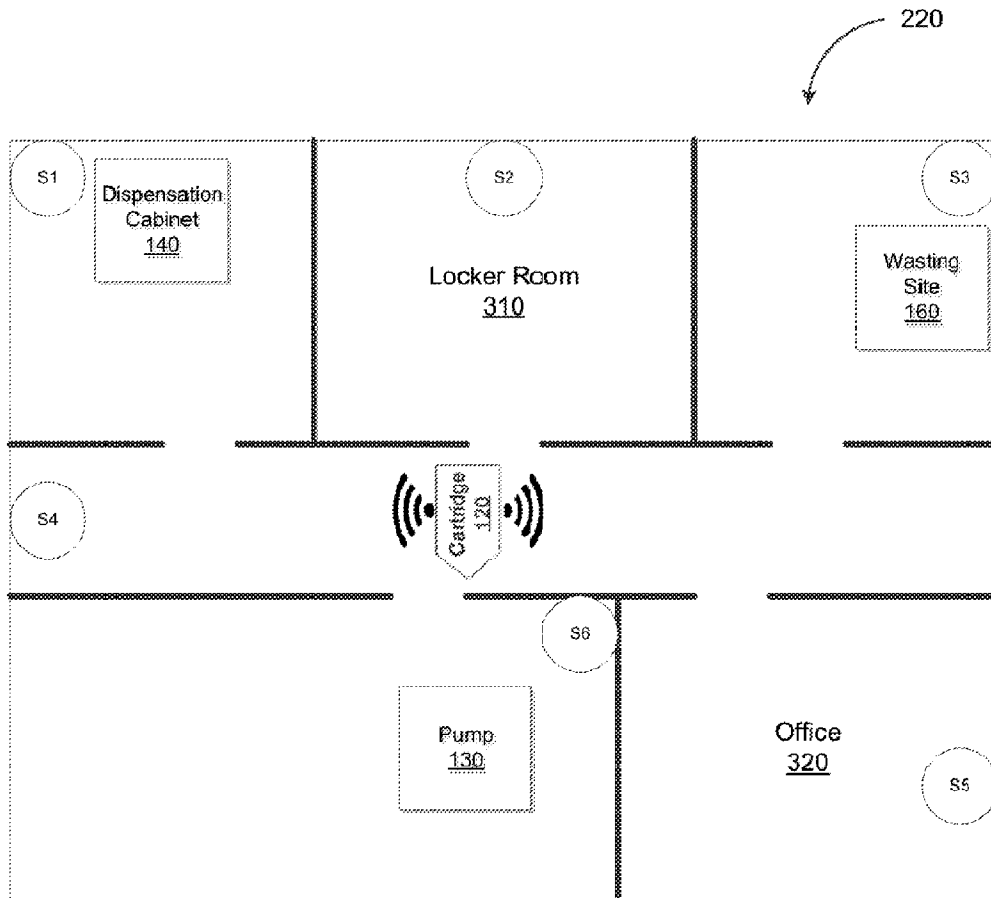 220
S1
Dispensation
Cabinet
140
S2
Locker Room
310
S3
Wasting
Site
160
S4
Cartridge
120
S6
Pump
130
Office
320
S5